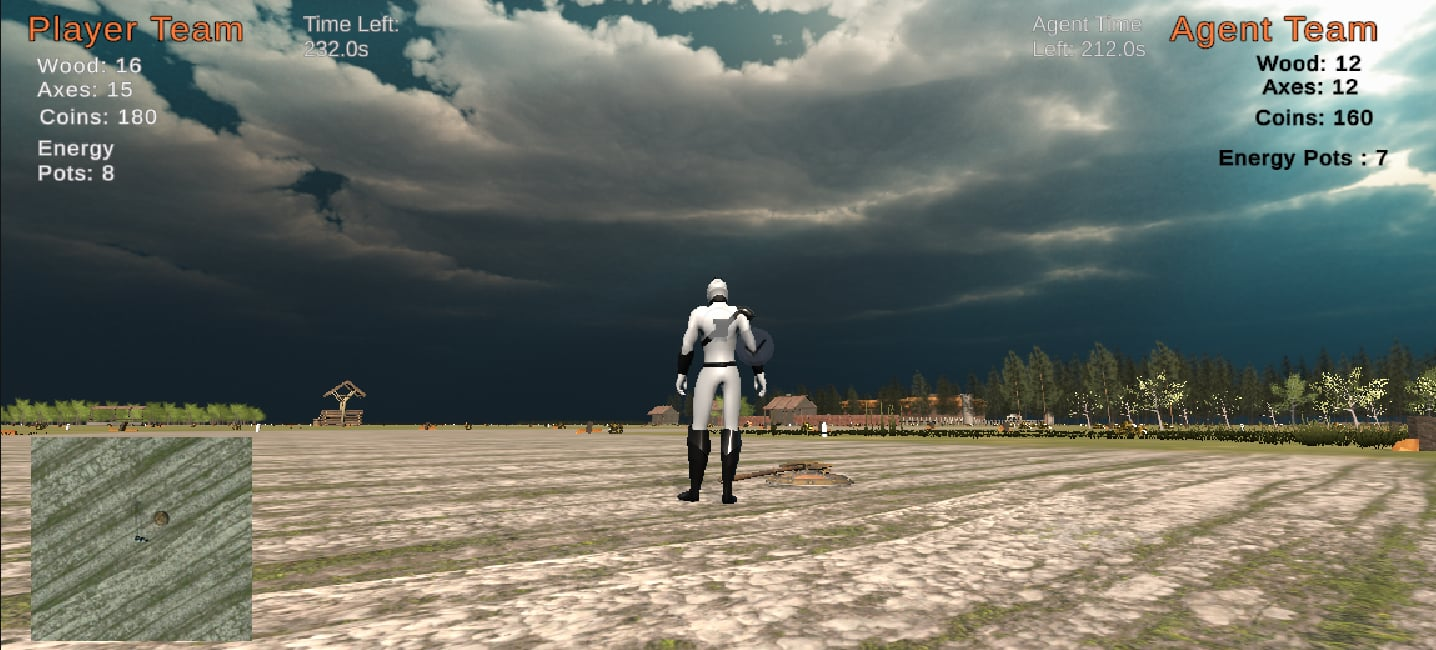 Player Team
Time Left:
232.0s
Wood: 16
Axes: 15
Coins: 180
Energy
Pots: 8
Agent Time
Left: 212.0s
Agent Team
Wood: 12
Axes: 12
Coins: 160
Energy Pots : 7